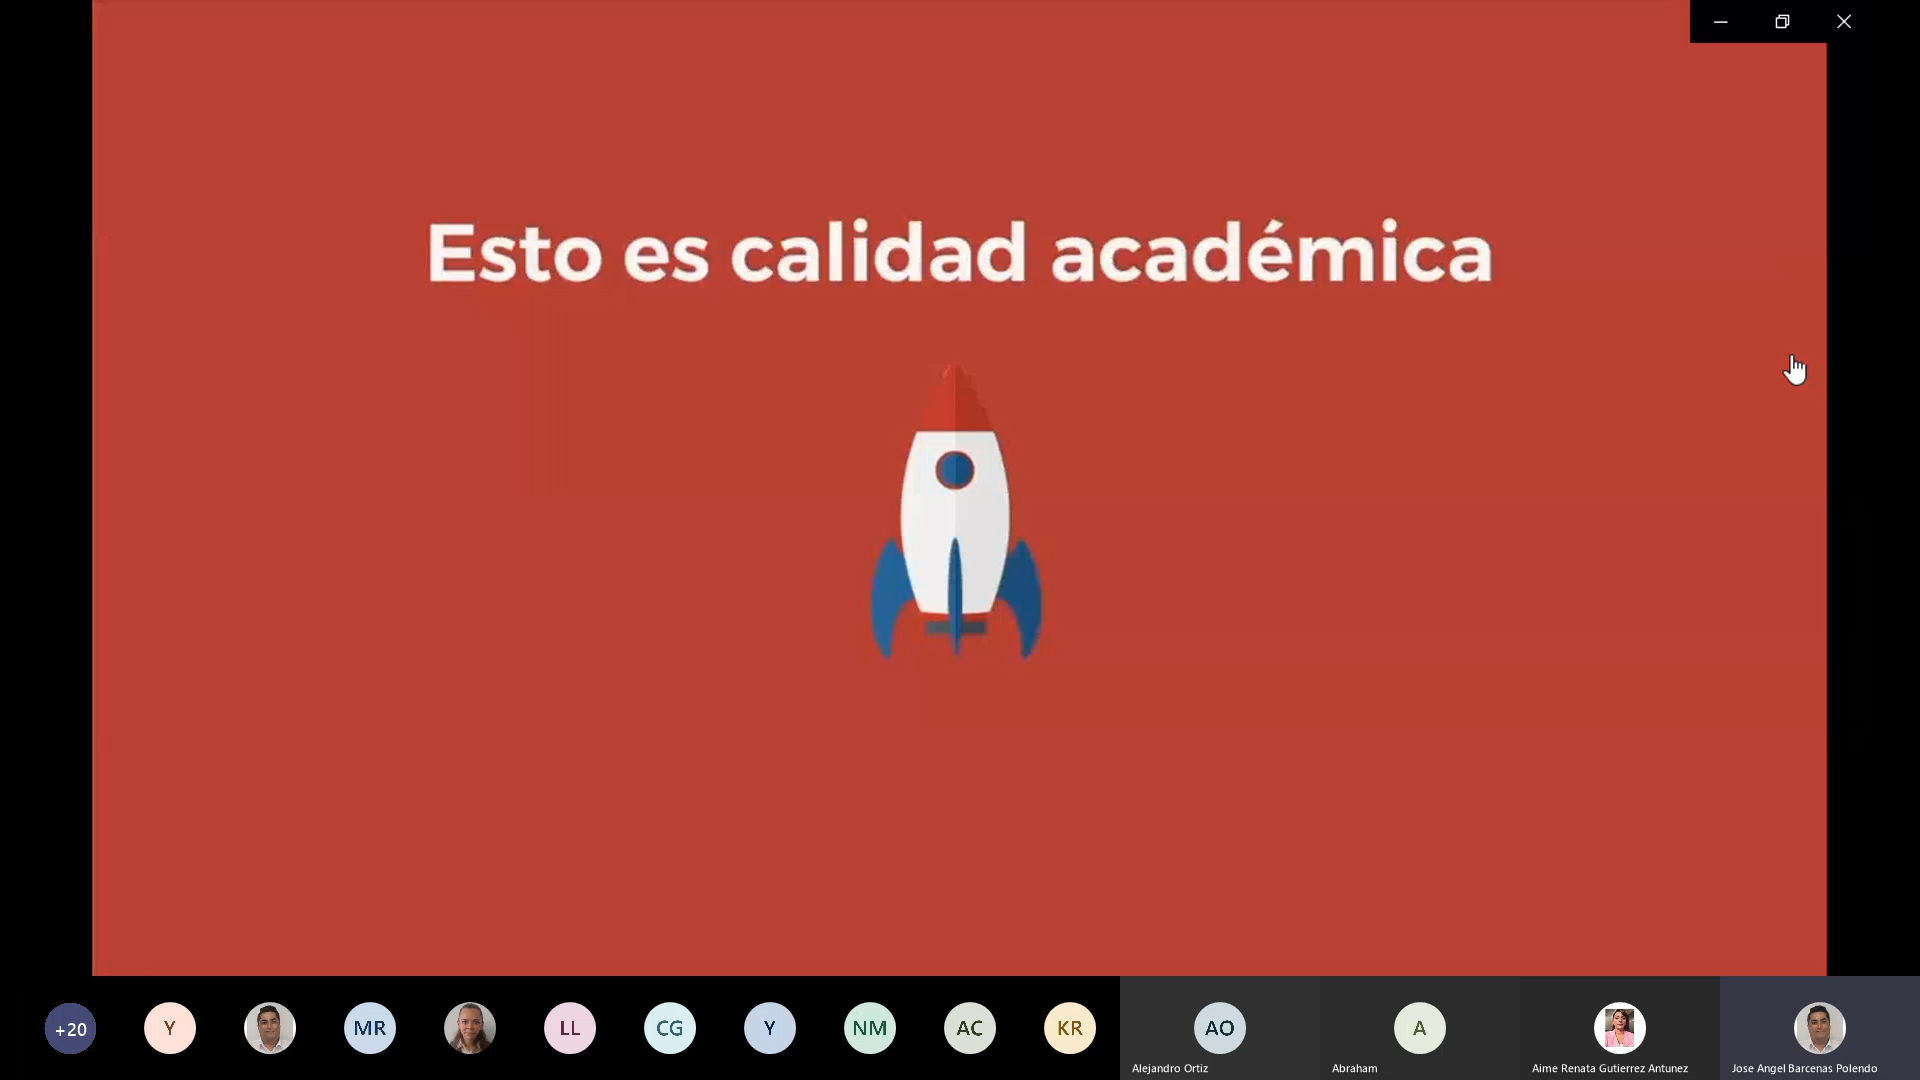 Esto es calidad académica
+20
Y
MR
LL
CG
Y
NM
AC
KR
AO
A
Alejandro Ortiz
Abraham
Aime Renata Gutierrez Antunez
Jose Angel Barcenas Polendo